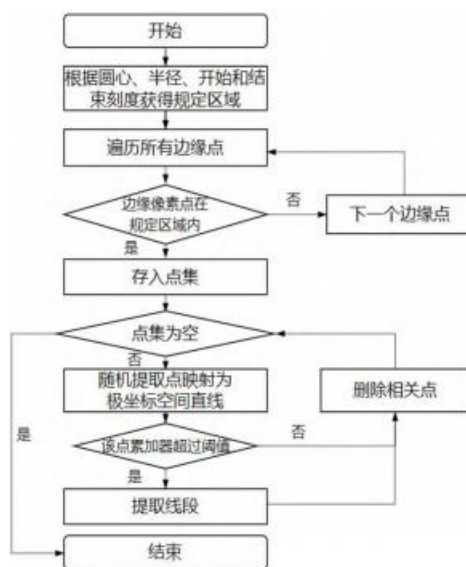 开始
根据圆心、半径、开始和结
束刻度获得规定区域
遍历所有边缘点
边缘像素点在
规定区域内
否
下一个边缘点
是
存入点集
点集为空
否
随机提取点映射为
极坐标空间直线
删除相关点
是
该点累加器超过阈值
否
是
提取线段
结束